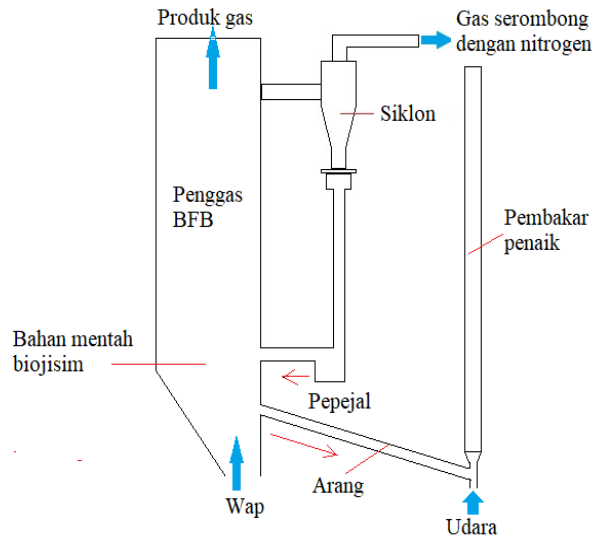 Produk gas
Gas serombong
dengan nitrogen
Siklon
Penggas
BFB
Pembakar
penaik
Bahan mentah
biojisim
Pepejal
Arang
Wap
Udara